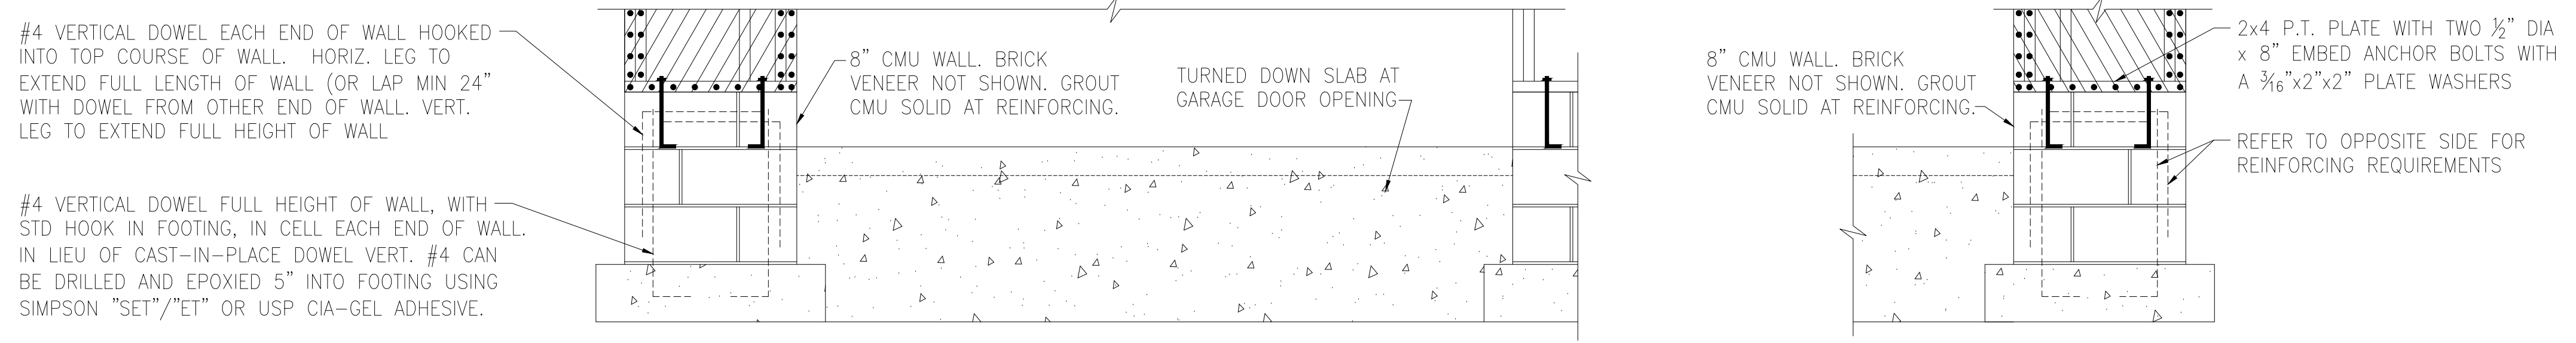 #4 VERTICAL DOWEL EACH END OF WALL HOOKED
INTO TOP COURSE OF WALL. HORIZ. LEG TO
EXTEND FULL LENGTH OF WALL (OR LAP MIN 24"
WITH DOWEL FROM OTHER END OF WALL. VERT.
LEG TO EXTEND FULL HEIGHT OF WALL
#4 VERTICAL DOWEL FULL HEIGHT OF WALL, WITH
STD HOOK IN FOOTING, IN CELL EACH END OF WALL.
IN LIEU OF CAST-IN-PLACE DOWEL VERT. #4 CAN
BE DRILLED AND EPOXIED 5" INTO FOOTING USING
SIMPSON "SET"/"ET" OR USP CIA-GEL ADHESIVE.
8" CMU WALL. BRICK
VENEER NOT SHOWN. GROUT
CMU SOLID AT REINFORCING.
TURNED DOWN SLAB AT
GARAGE DOOR OPENING
8" CMU WALL. BRICK
VENEER NOT SHOWN. GROUT
CMU SOLID AT REINFORCING.
2x4 P.T. PLATE WITH TWO ½" DIA
x 8" EMBED ANCHOR BOLTS WITH
A 3⁄16"x2"x2" PLATE WASHERS
REFER TO OPPOSITE SIDE FOR
REINFORCING REQUIREMENTS